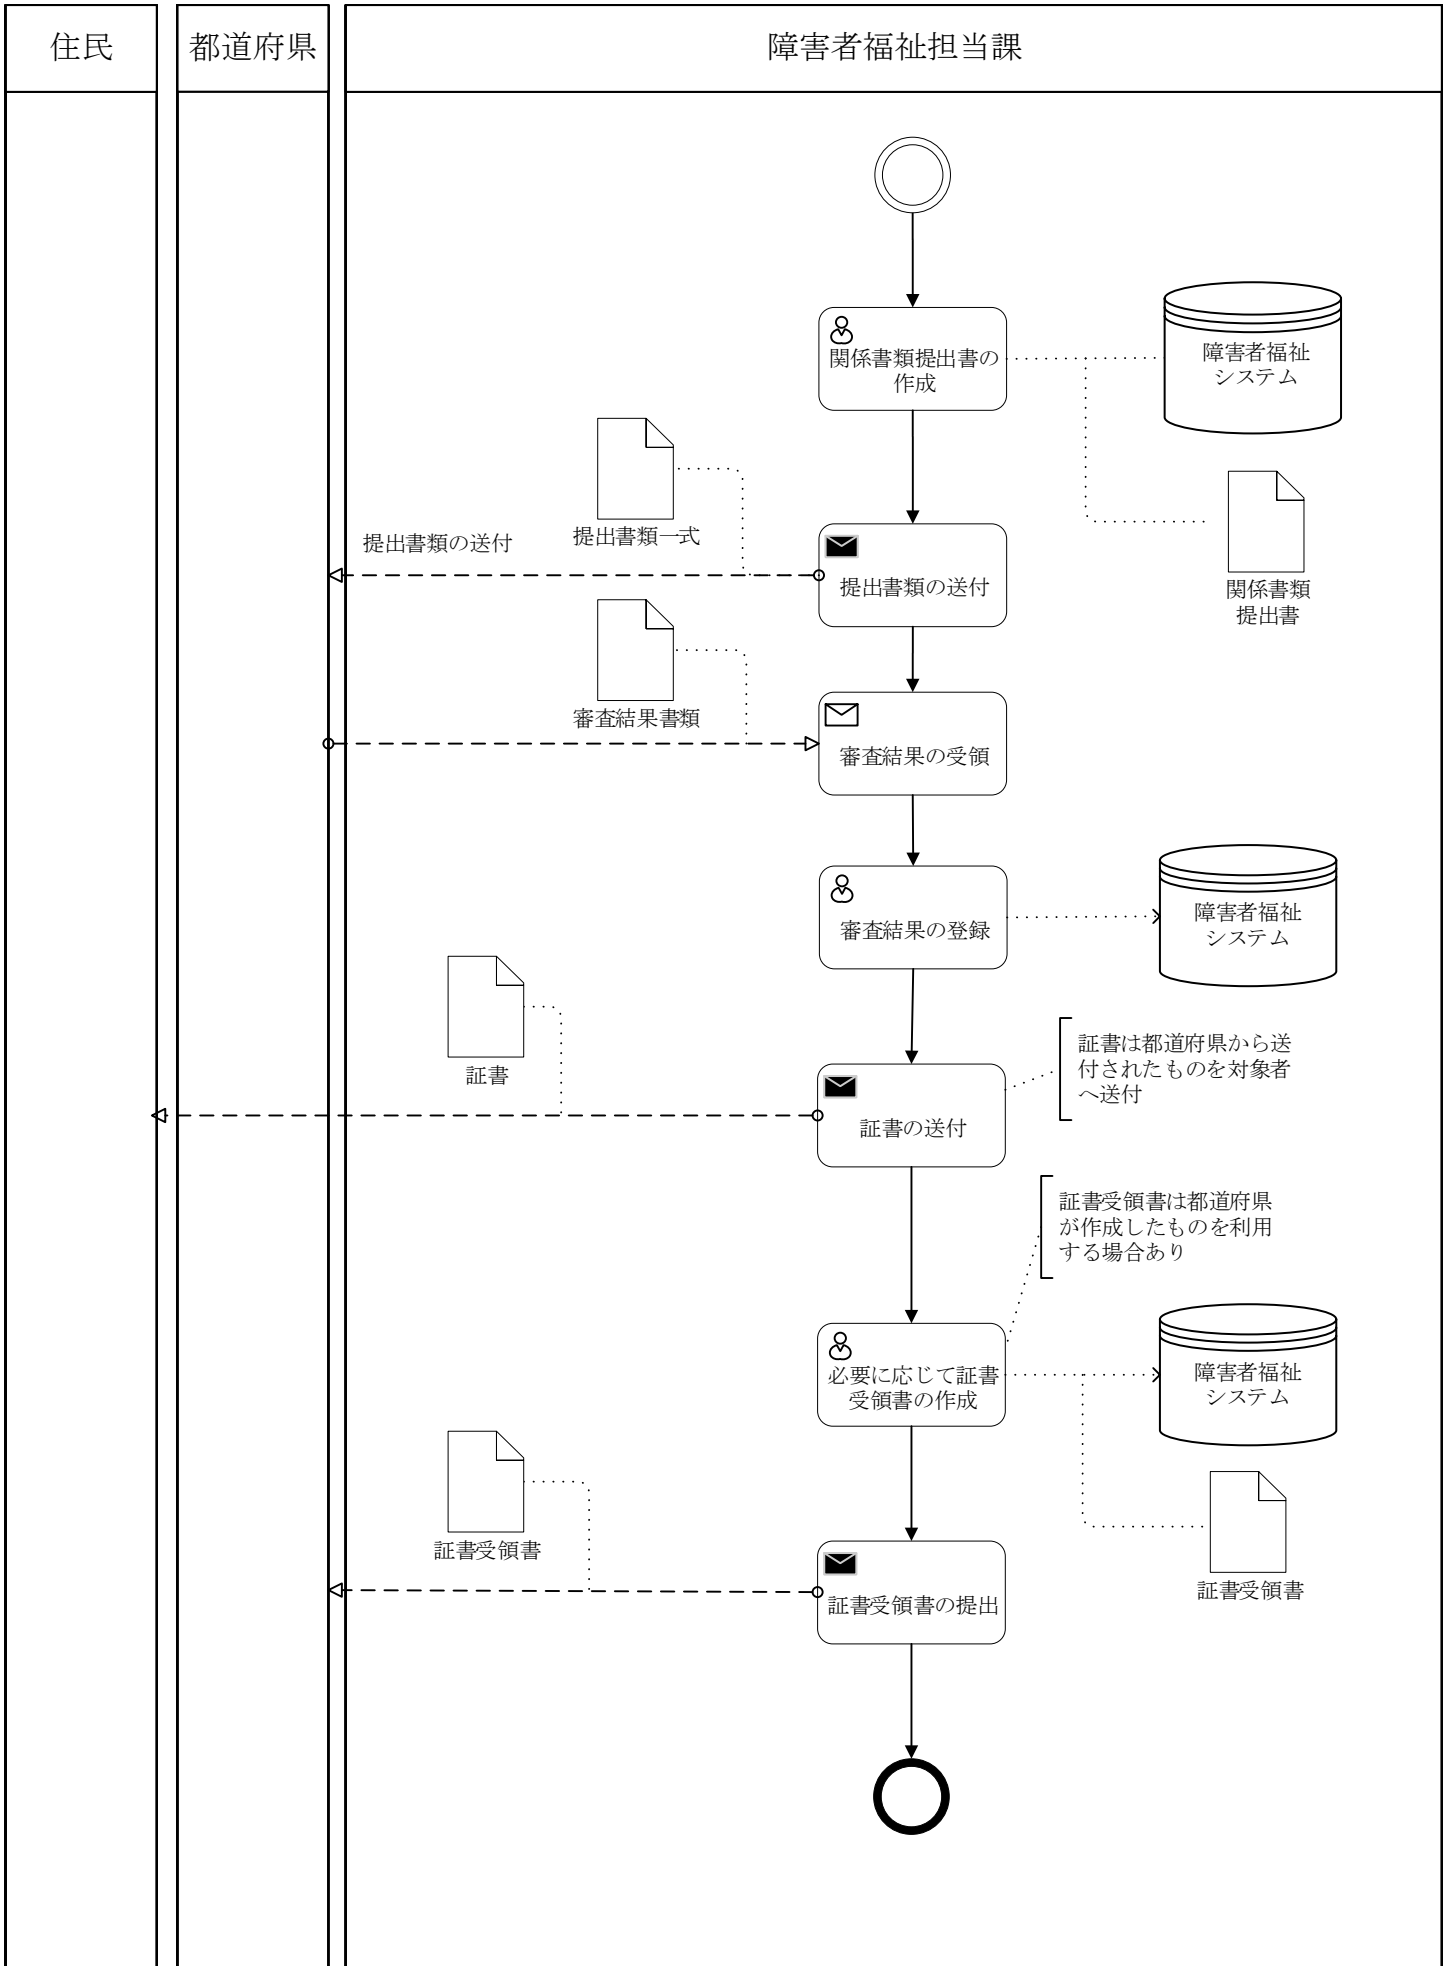 住民
都道府県
障害者福祉担当課
関係書類提出書の
作成
障害者福祉
システム
提出書類一式
関係書類
提出書
提出書類の送付
提出書類の送付
審査結果書類
審査結果の受領
審査結果の登録
障害者福祉
システム
証書
証書の送付
証書は都道府県から送
付されたものを対象者
へ送付
証書受領書は都道府県
が作成したものを利用
する場合あり
必要に応じて証書
受領書の作成
障害者福祉
システム
証書受領書
証書受領書
証書受領書の提出